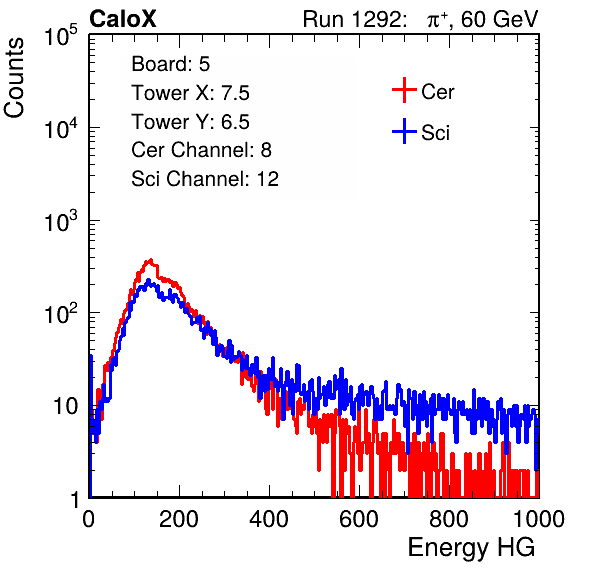 CaloX Run 1292: π⁺, 60 GeV
Counts
10⁵
10⁴
10³
10²
10
1
Board: 5
Tower X: 7.5
Tower Y: 6.5
Cer Channel: 8
Sci Channel: 12
Cer
Sci
0 200 400 600 800 1000
Energy HG